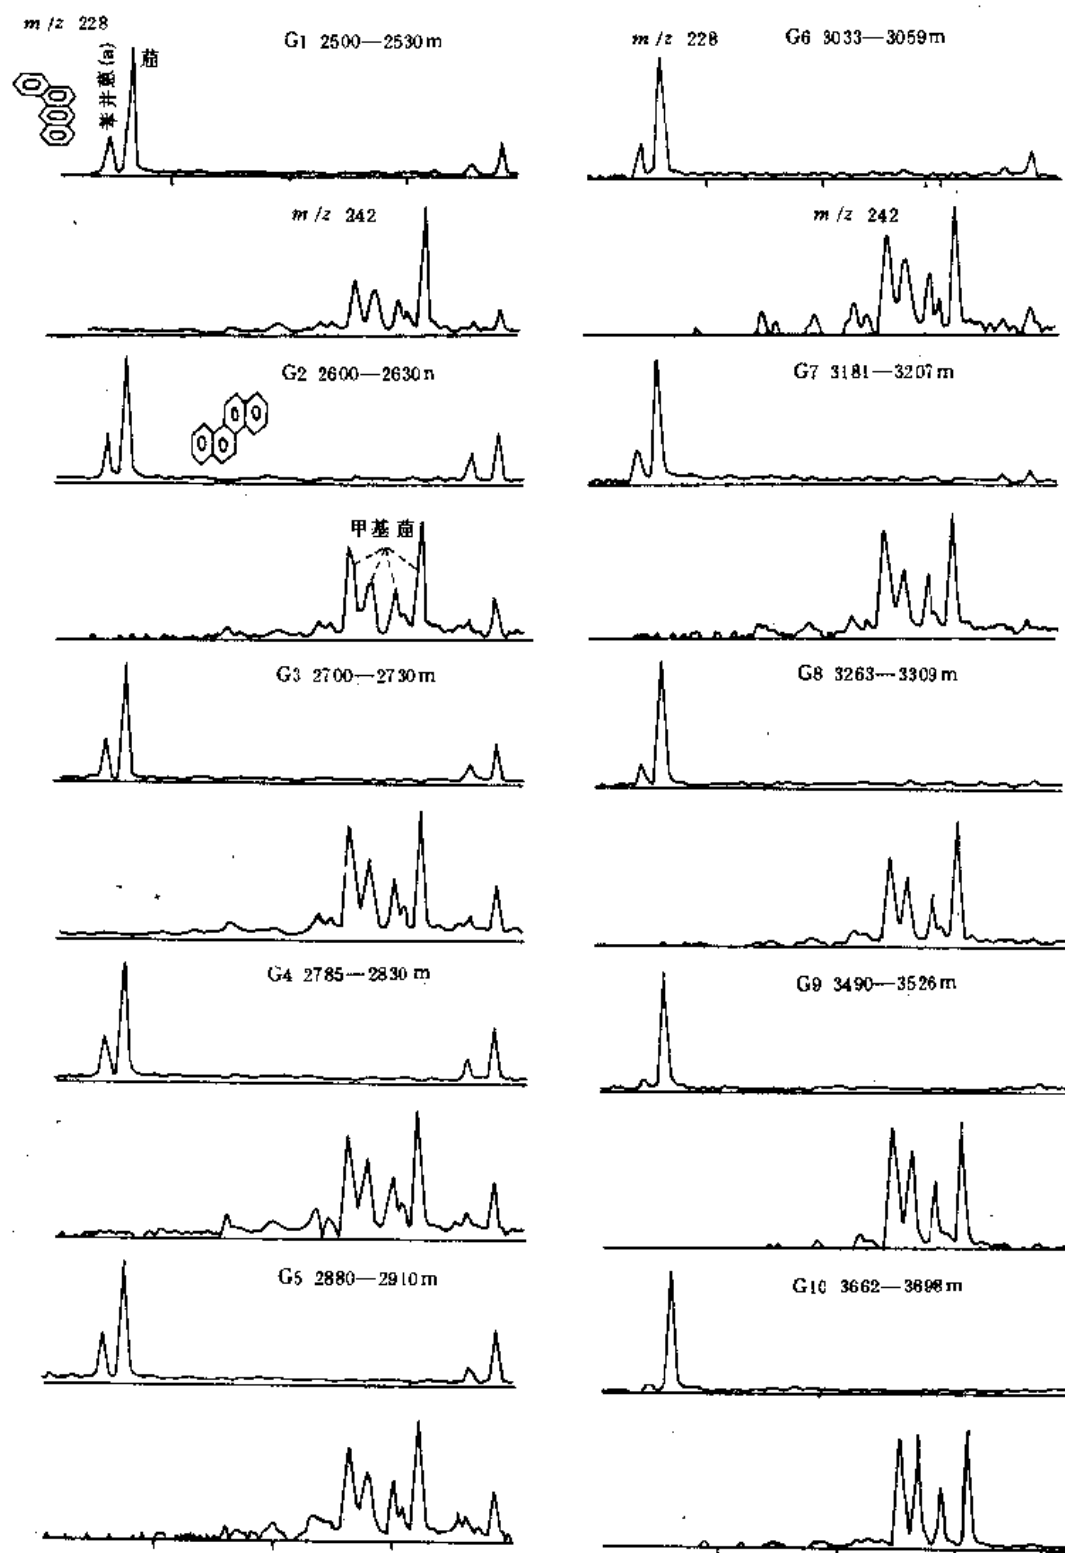 m/z 228
苯并蒽(a)
䓛
G1 2500—2530m
m/z 242
G2 2600—2630n
甲基䓛
G3 2700—2730m
G4 2785—2830m
G5 2880—2910m
m/z 228
G6 3033—3059m
m/z 242
G7 3181—3207m
G8 3263—3309m
G9 3490—3526m
G10 3662—3698m